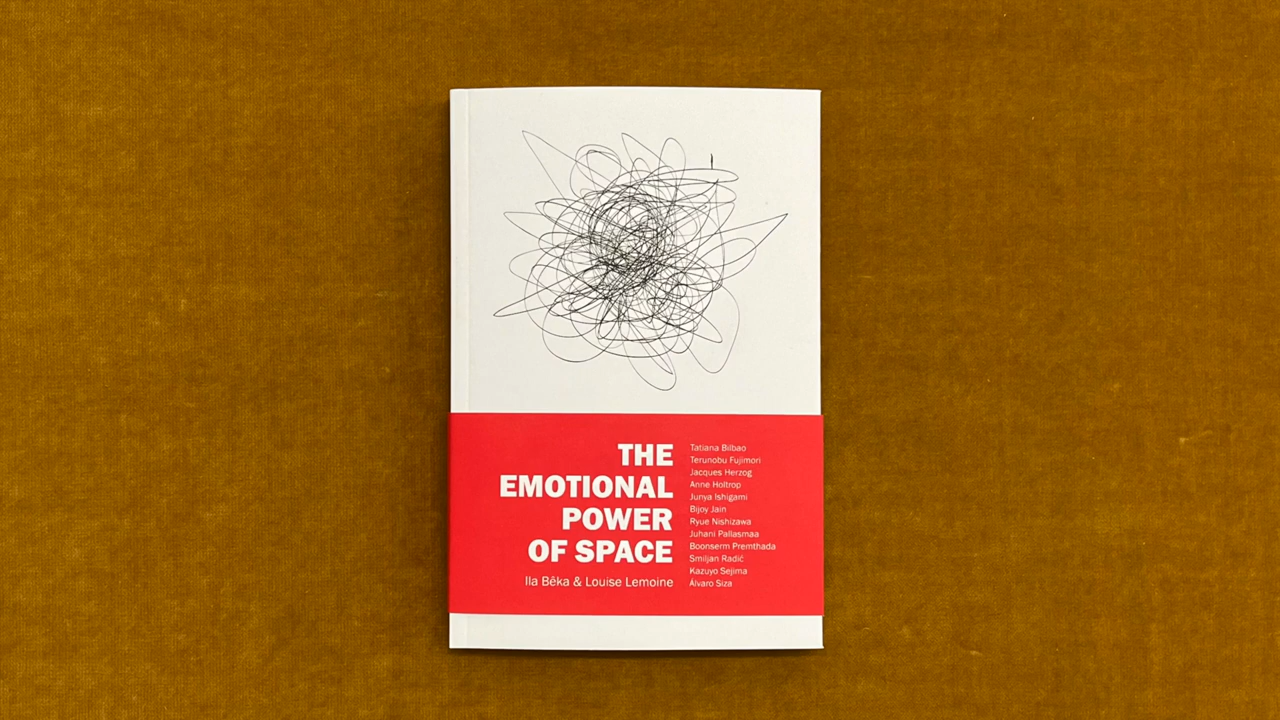 THE
EMOTIONAL
POWER
OF SPACE
Ila Bêka & Louise Lemoine
Tatiana Bilbao
Terunobu Fujimori
Jacques Herzog
Anne Holtrop
Junya Ishigami
Bijoy Jain
Ryue Nishizawa
Juhani Pallasmaa
Boonserm Premthada
Smiljan Radić
Kazuyo Sejima
Álvaro Siza